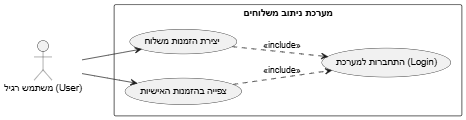 מערכת ניתוב משלוחים
יצירת הזמנות משלוח
«include»
התחברות למערכת (Login)
משתמש רגיל (User)
«include»
צפייה בהזמנות האישיות